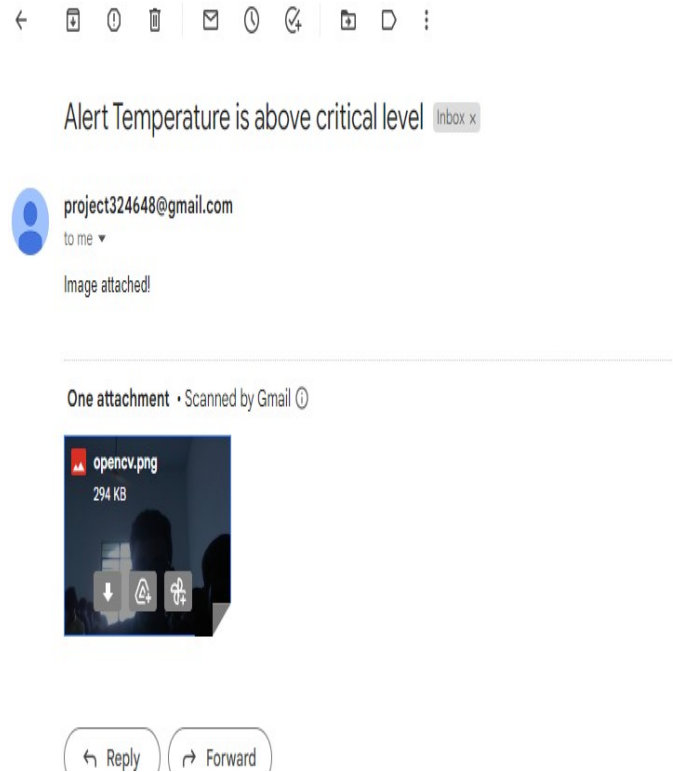 Alert Temperature is above critical level Inbox x
project324648@gmail.com
to me
Image attached!
One attachment • Scanned by Gmail
opencv.png
294 KB
Reply Forward